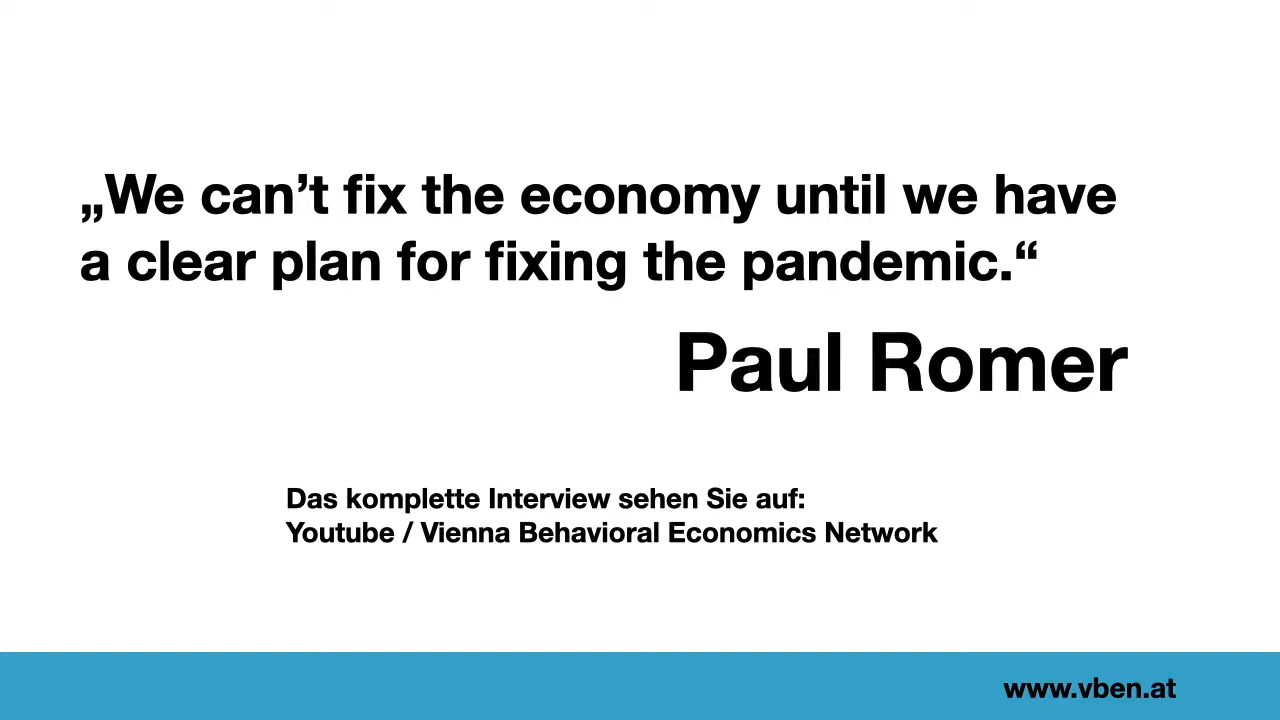 „We can’t fix the economy until we have
a clear plan for fixing the pandemic.“
Paul Romer
Das komplette Interview sehen Sie auf:
Youtube / Vienna Behavioral Economics Network
www.vben.at